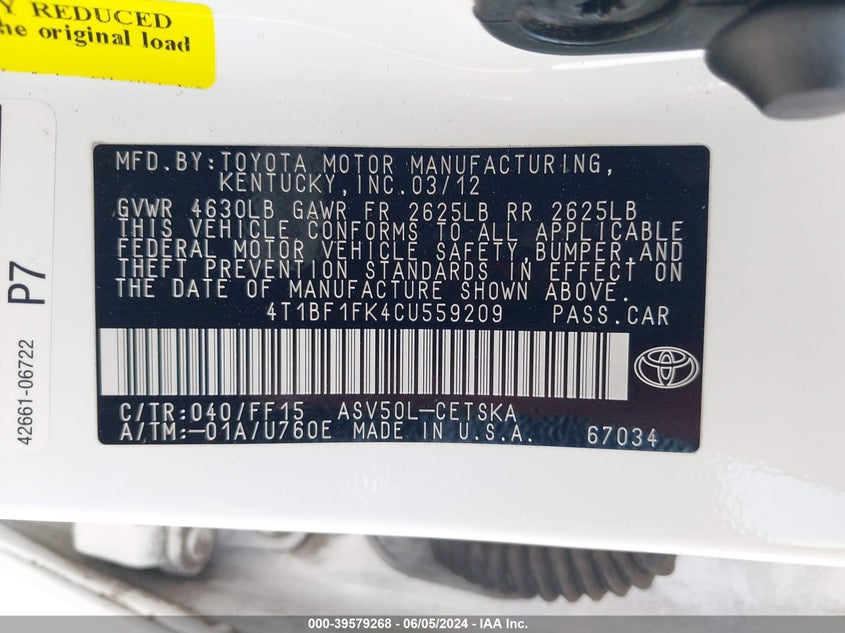 Y REDUCED
he original load
42661-06722 P7
MFD.BY:TOYOTA MOTOR MANUFACTURING,
KENTUCKY,INC.03/12
GVWR 4630LB GAWR FR 2625LB RR 2625LB
THIS VEHICLE CONFORMS TO ALL APPLICABLE
FEDERAL MOTOR VEHICLE SAFETY,BUMPER,AND
THEFT PREVENTION STANDARDS IN EFFECT ON
THE DATE OF MANUFACTURE SHOWN ABOVE.
4T1BF1FK4CU559209 PASS.CAR
C/TR:040/FF15 ASV50L-CETSKA
A/TM:-01A/U760E MADE IN U.S.A. 67034
000-39579268 - 06/05/2024 - IAA Inc.